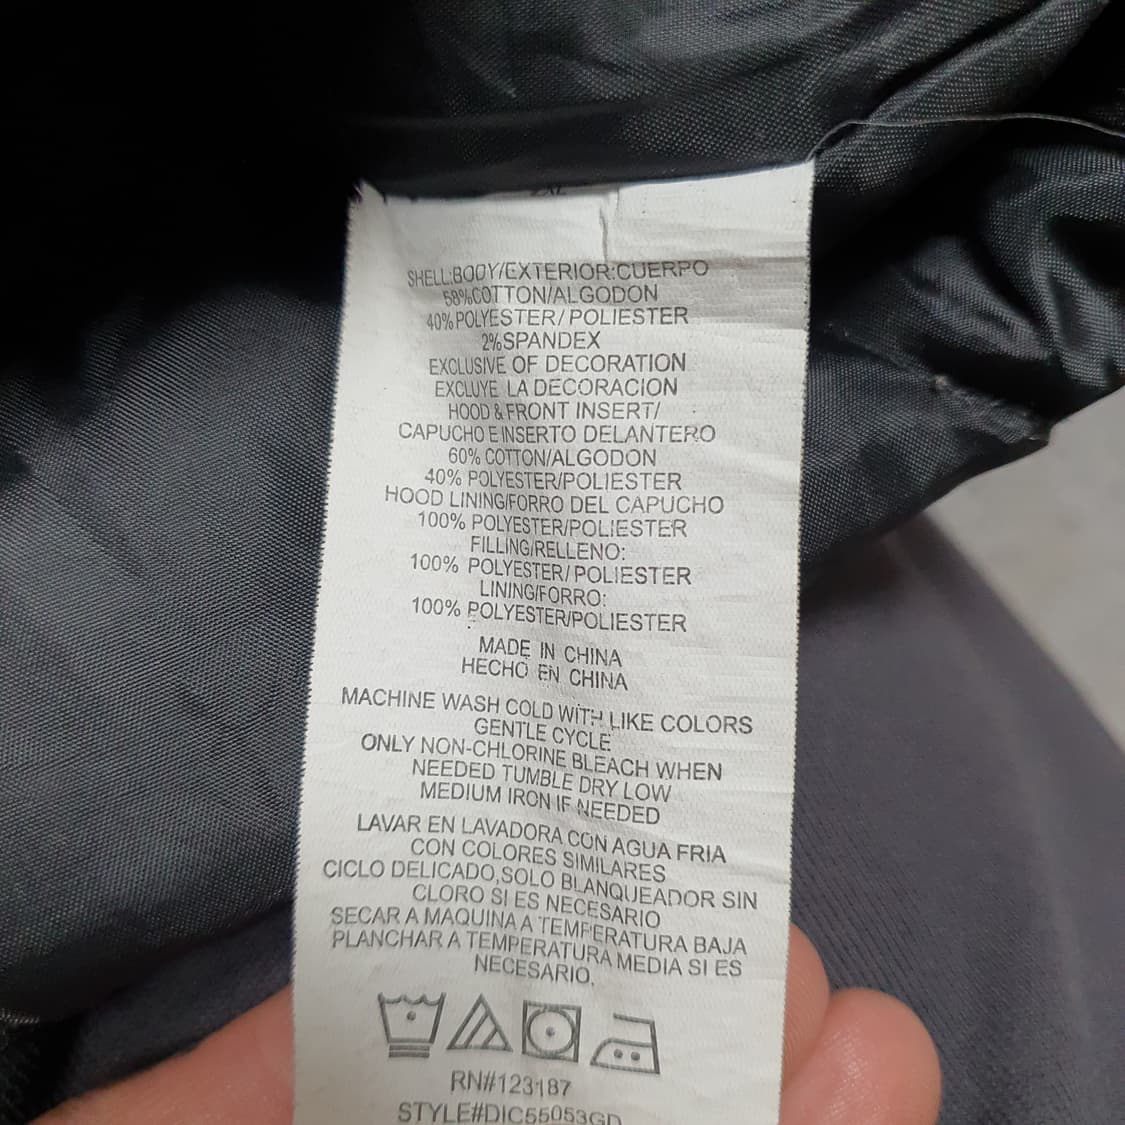 SHELL:BODY/EXTERIOR:CUERPO
58%COTTON/ALGODON
40%POLYESTER/POLIESTER
2%SPANDEX
EXCLUSIVE OF DECORATION
EXCLUYE LA DECORACION
HOOD & FRONT INSERT/
CAPUCHO E INSERTO DELANTERO
60% COTTON/ALGODON
40% POLYESTER/POLIESTER
HOOD LINING/FORRO DEL CAPUCHO
100% POLYESTER/POLIESTER
FILLING/RELLENO:
100% POLYESTER/POLIESTER
LINING/FORRO:
100% POLYESTER/POLIESTER
MADE IN CHINA
HECHO EN CHINA
MACHINE WASH COLD WITH LIKE COLORS
GENTLE CYCLE
ONLY NON-CHLORINE BLEACH WHEN
NEEDED TUMBLE DRY LOW
MEDIUM IRON IF NEEDED
LAVAR EN LAVADORA CON AGUA FRIA
CON COLORES SIMILARES
CICLO DELICADO,SOLO BLANQUEADOR SIN
CLORO SI ES NECESARIO
SECAR A MAQUINA A TEMPERATURA BAJA
PLANCHAR A TEMPERATURA MEDIA SI ES
NECESARIO.
RN#123187
STYLE#DIC55053GD